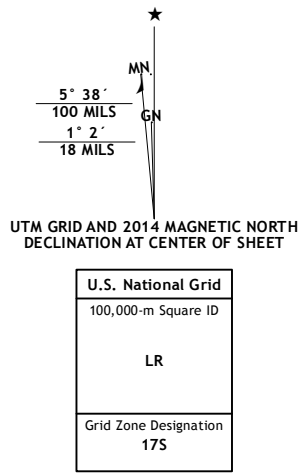 MN.
5° 38´
100 MILS
GN
1° 2´
18 MILS
UTM GRID AND 2014 MAGNETIC NORTH
DECLINATION AT CENTER OF SHEET
U.S. National Grid
100,000-m Square ID
LR
Grid Zone Designation
17S